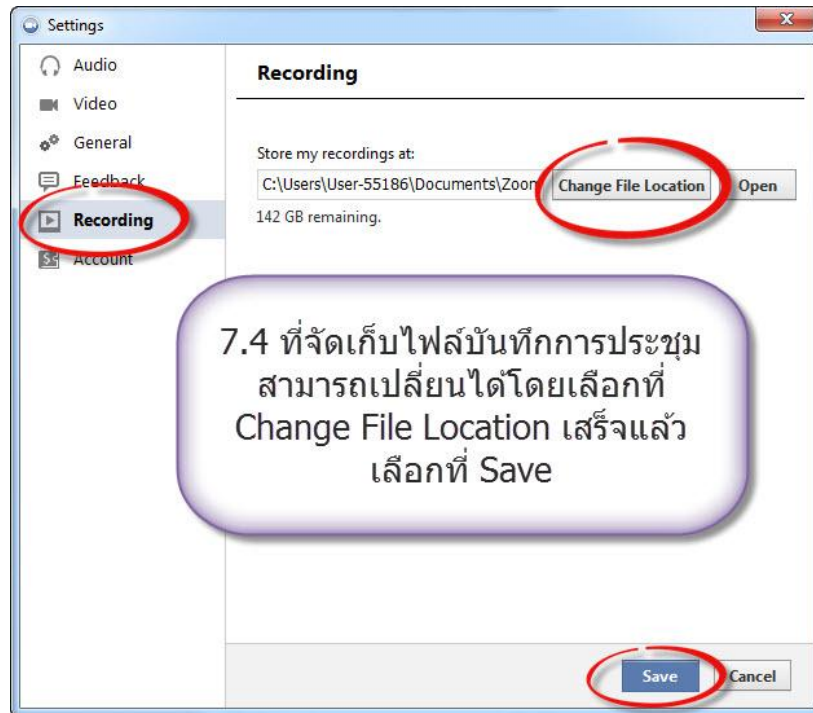 Settings
Audio
Video
General
Feedback
Recording
Account
Recording
Store my recordings at:
C:\Users\User-55186\Documents\Zoom Change File Location Open
142 GB remaining.
7.4 ที่จัดเก็บไฟล์บันทึกการประชุม
สามารถเปลี่ยนได้โดยเลือกที่
Change File Location เสร็จแล้ว
เลือกที่ Save
Save Cancel